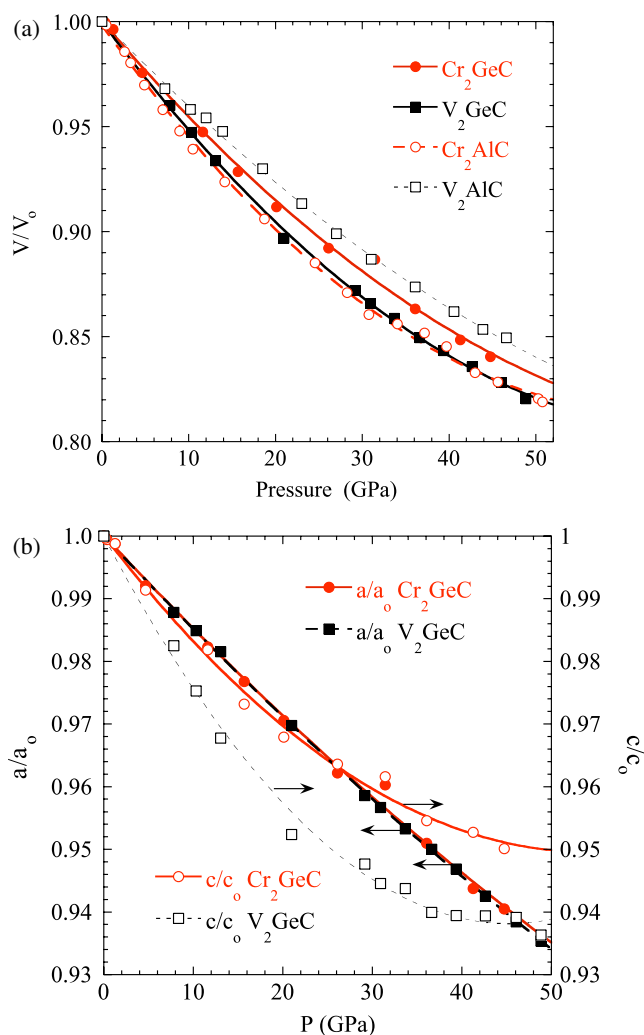 (a)
1.00
0.95
0.90
0.85
0.80
V/V₀
Cr₂GeC
V₂GeC
Cr₂AlC
V₂AlC
0 10 20 30 40 50
Pressure (GPa)
(b)
1.0
0.99
0.98
0.97
0.96
0.95
0.94
0.93
a/aₒ
1
0.99
0.98
0.97
0.96
0.95
0.94
0.93
c/cₒ
a/aₒ Cr₂GeC
a/aₒ V₂GeC
c/cₒ Cr₂GeC
c/cₒ V₂GeC
0 10 20 30 40 50
P (GPa)